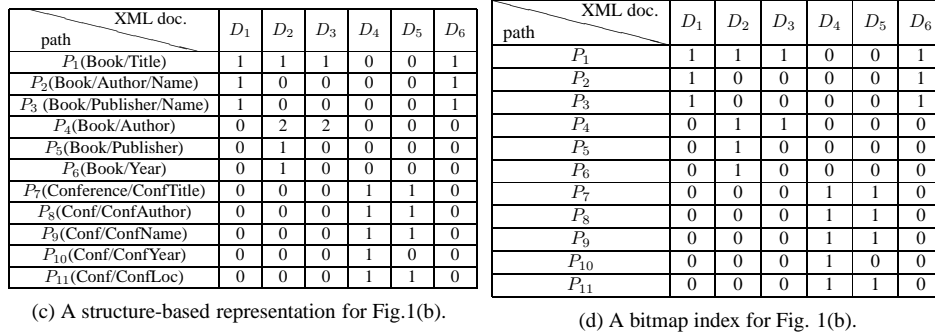 XML doc.
path
D1 D2 D3 D4 D5 D6
P1(Book/Title) 1 1 1 0 0 1
P2(Book/Author/Name) 1 0 0 0 0 1
P3 (Book/Publisher/Name) 1 0 0 0 0 1
P4(Book/Author) 0 2 2 0 0 0
P5(Book/Publisher) 0 1 0 0 0 0
P6(Book/Year) 0 1 0 0 0 0
P7(Conference/ConfTitle) 0 0 0 1 1 0
P8(Conf/ConfAuthor) 0 0 0 1 1 0
P9(Conf/ConfName) 0 0 0 1 1 0
P10(Conf/ConfYear) 0 0 0 1 0 0
P11(Conf/ConfLoc) 0 0 0 1 1 0
(c) A structure-based representation for Fig.1(b).
XML doc.
path
D1 D2 D3 D4 D5 D6
P1 1 1 1 0 0 1
P2 1 0 0 0 0 1
P3 1 0 0 0 0 1
P4 0 1 1 0 0 0
P5 0 1 0 0 0 0
P6 0 1 0 0 0 0
P7 0 0 0 1 1 0
P8 0 0 0 1 1 0
P9 0 0 0 1 1 0
P10 0 0 0 1 0 0
P11 0 0 0 1 1 0
(d) A bitmap index for Fig. 1(b).